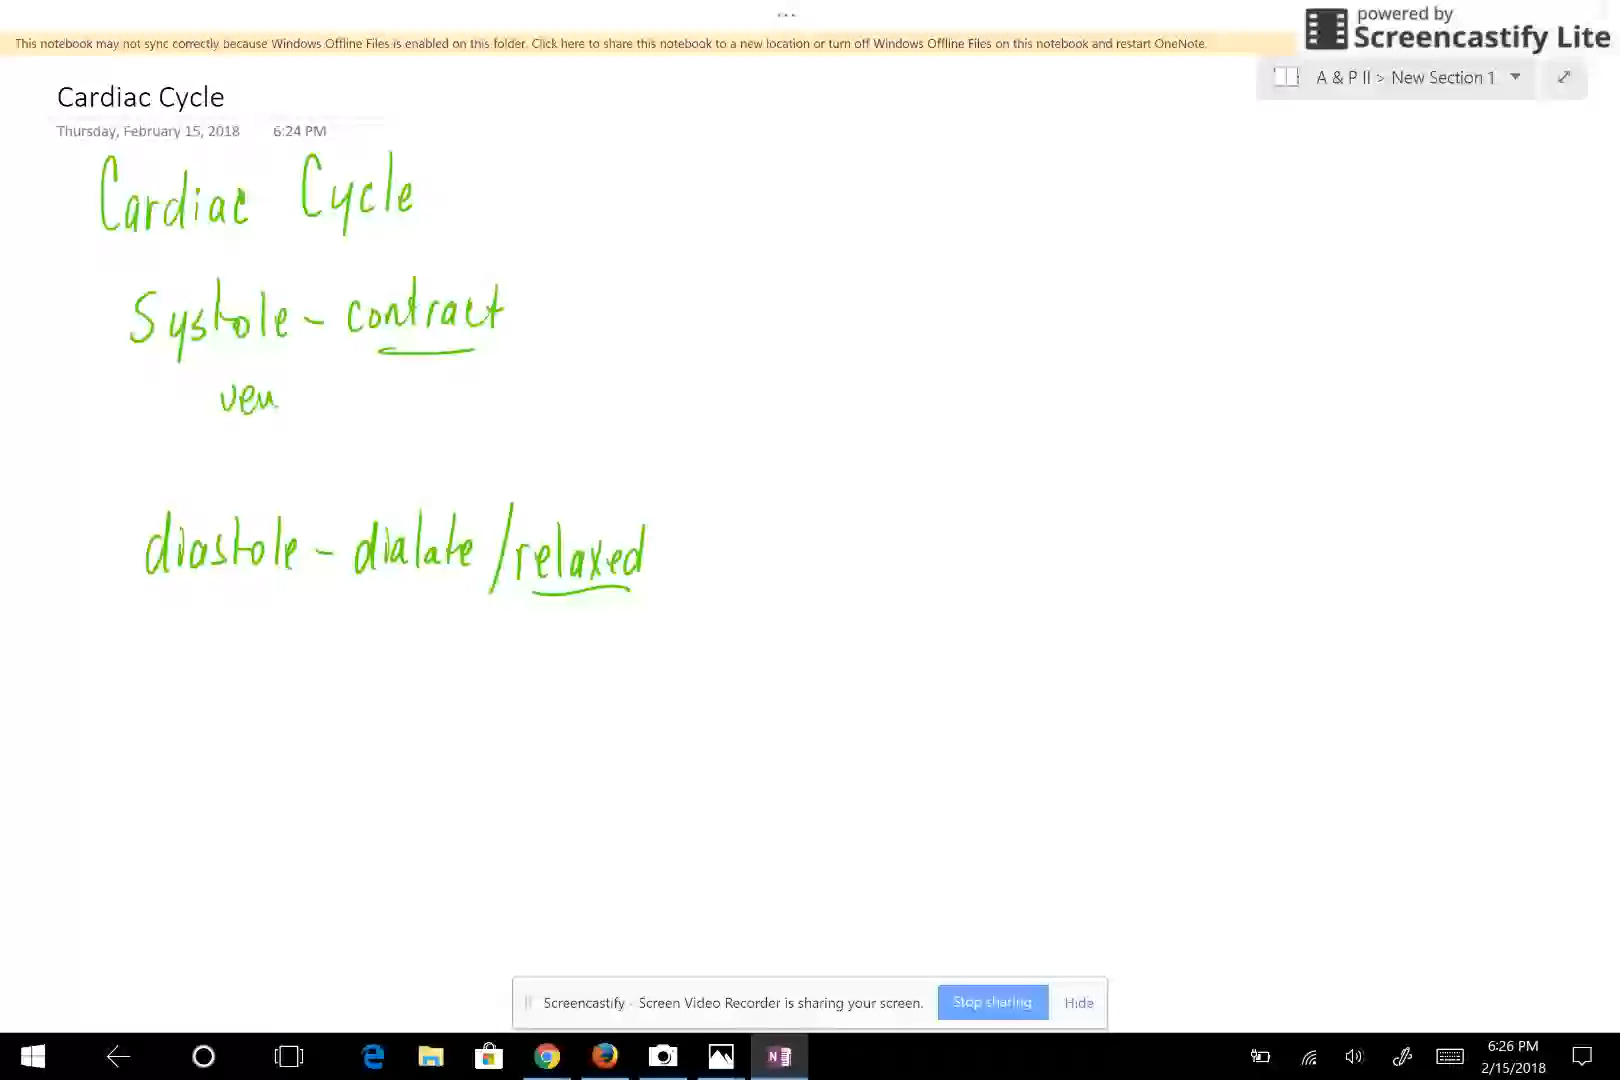 ...
powered by
Screencastify Lite
This notebook may not sync correctly because Windows Offline Files is enabled on this folder. Click here to share this notebook to a new location or turn off Windows Offline Files on this notebook and restart OneNote.
A & P II > New Section 1
Cardiac Cycle
Thursday, February 15, 2018 6:24 PM
Cardiac Cycle
Systole - contract
ven
diastole - dialate / relaxed
Screencastify - Screen Video Recorder is sharing your screen. Stop sharing Hide
6:26 PM
2/15/2018